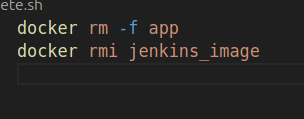 ete.sh
docker rm -f app
docker rmi jenkins_image